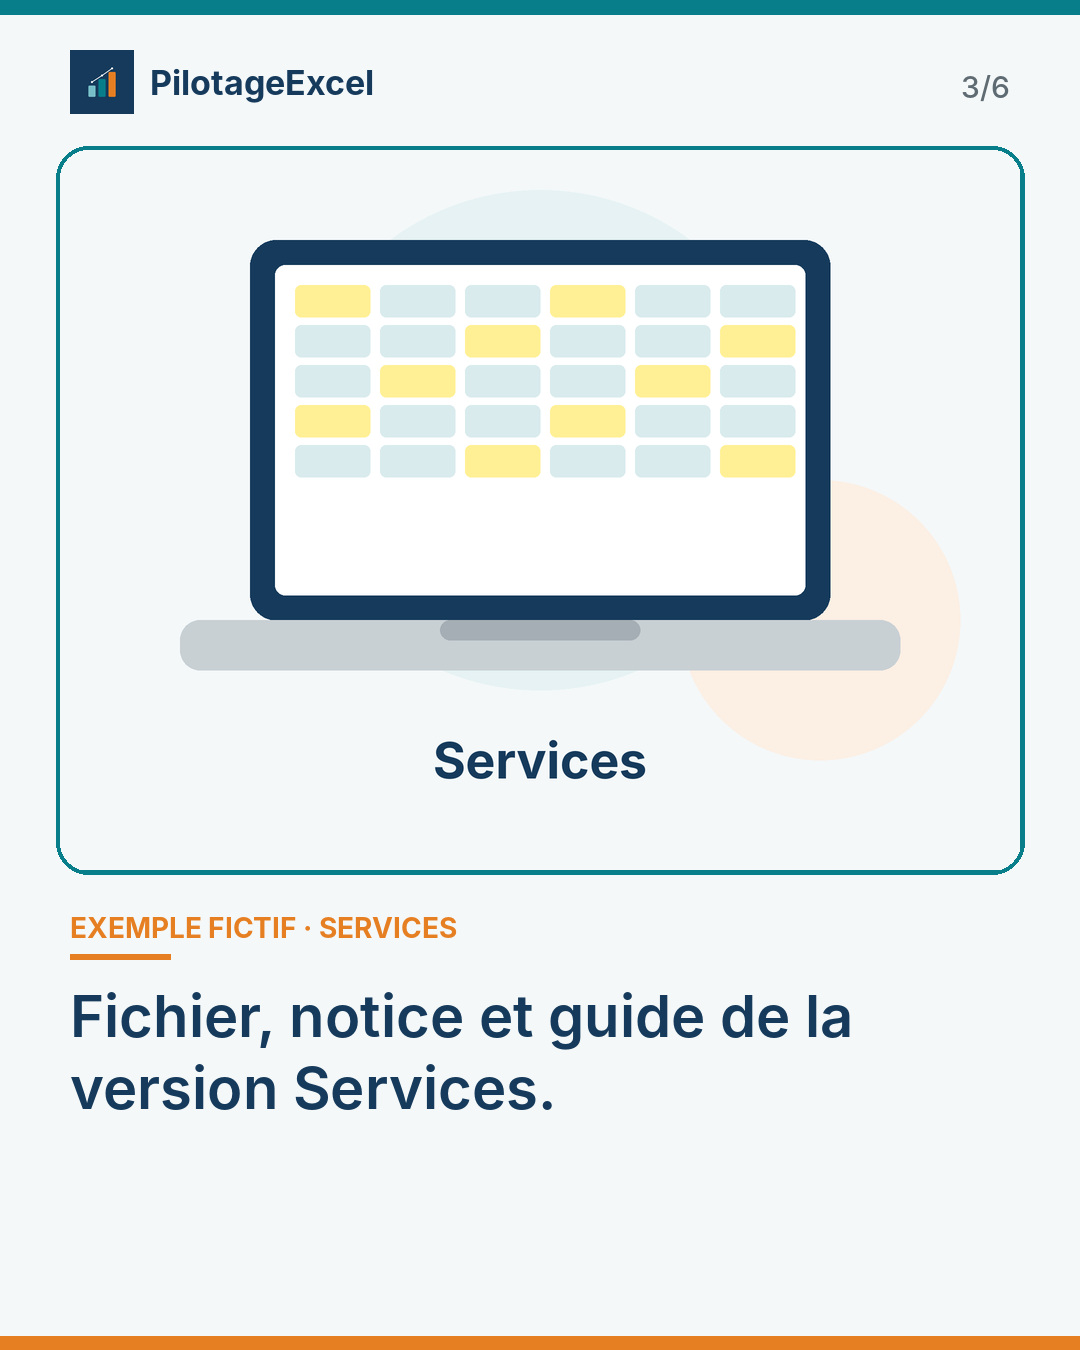 PilotageExcel
3/6
Services
EXEMPLE FICTIF · SERVICES
Fichier, notice et guide de la
version Services.